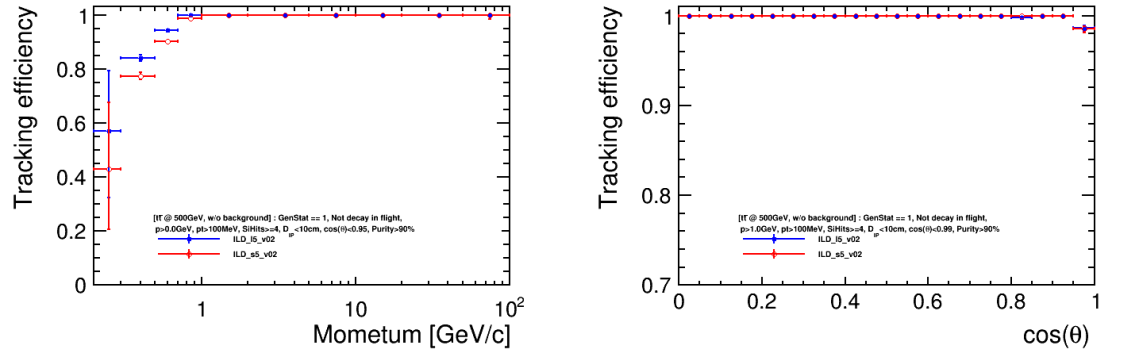 Tracking efficiency
1
0.8
0.6
0.4
0.2
0
[tt @ 500GeV, w/o background] : GenStat == 1, Not decay in flight,
p>0.0GeV, pt>100MeV, SiHits>=4, D_IP<10cm, cos(θ)<0.95, Purity>90%
ILD_l5_v02
ILD_s5_v02
1 10 10²
Mometum [GeV/c]
Tracking efficiency
1
0.9
0.8
0.7
[tt @ 500GeV, w/o background] : GenStat == 1, Not decay in flight,
p>1.0GeV, pt>100MeV, SiHits>=4, D_IP<10cm, cos(θ)<0.99, Purity>90%
ILD_l5_v02
ILD_s5_v02
0 0.2 0.4 0.6 0.8 1
cos(θ)